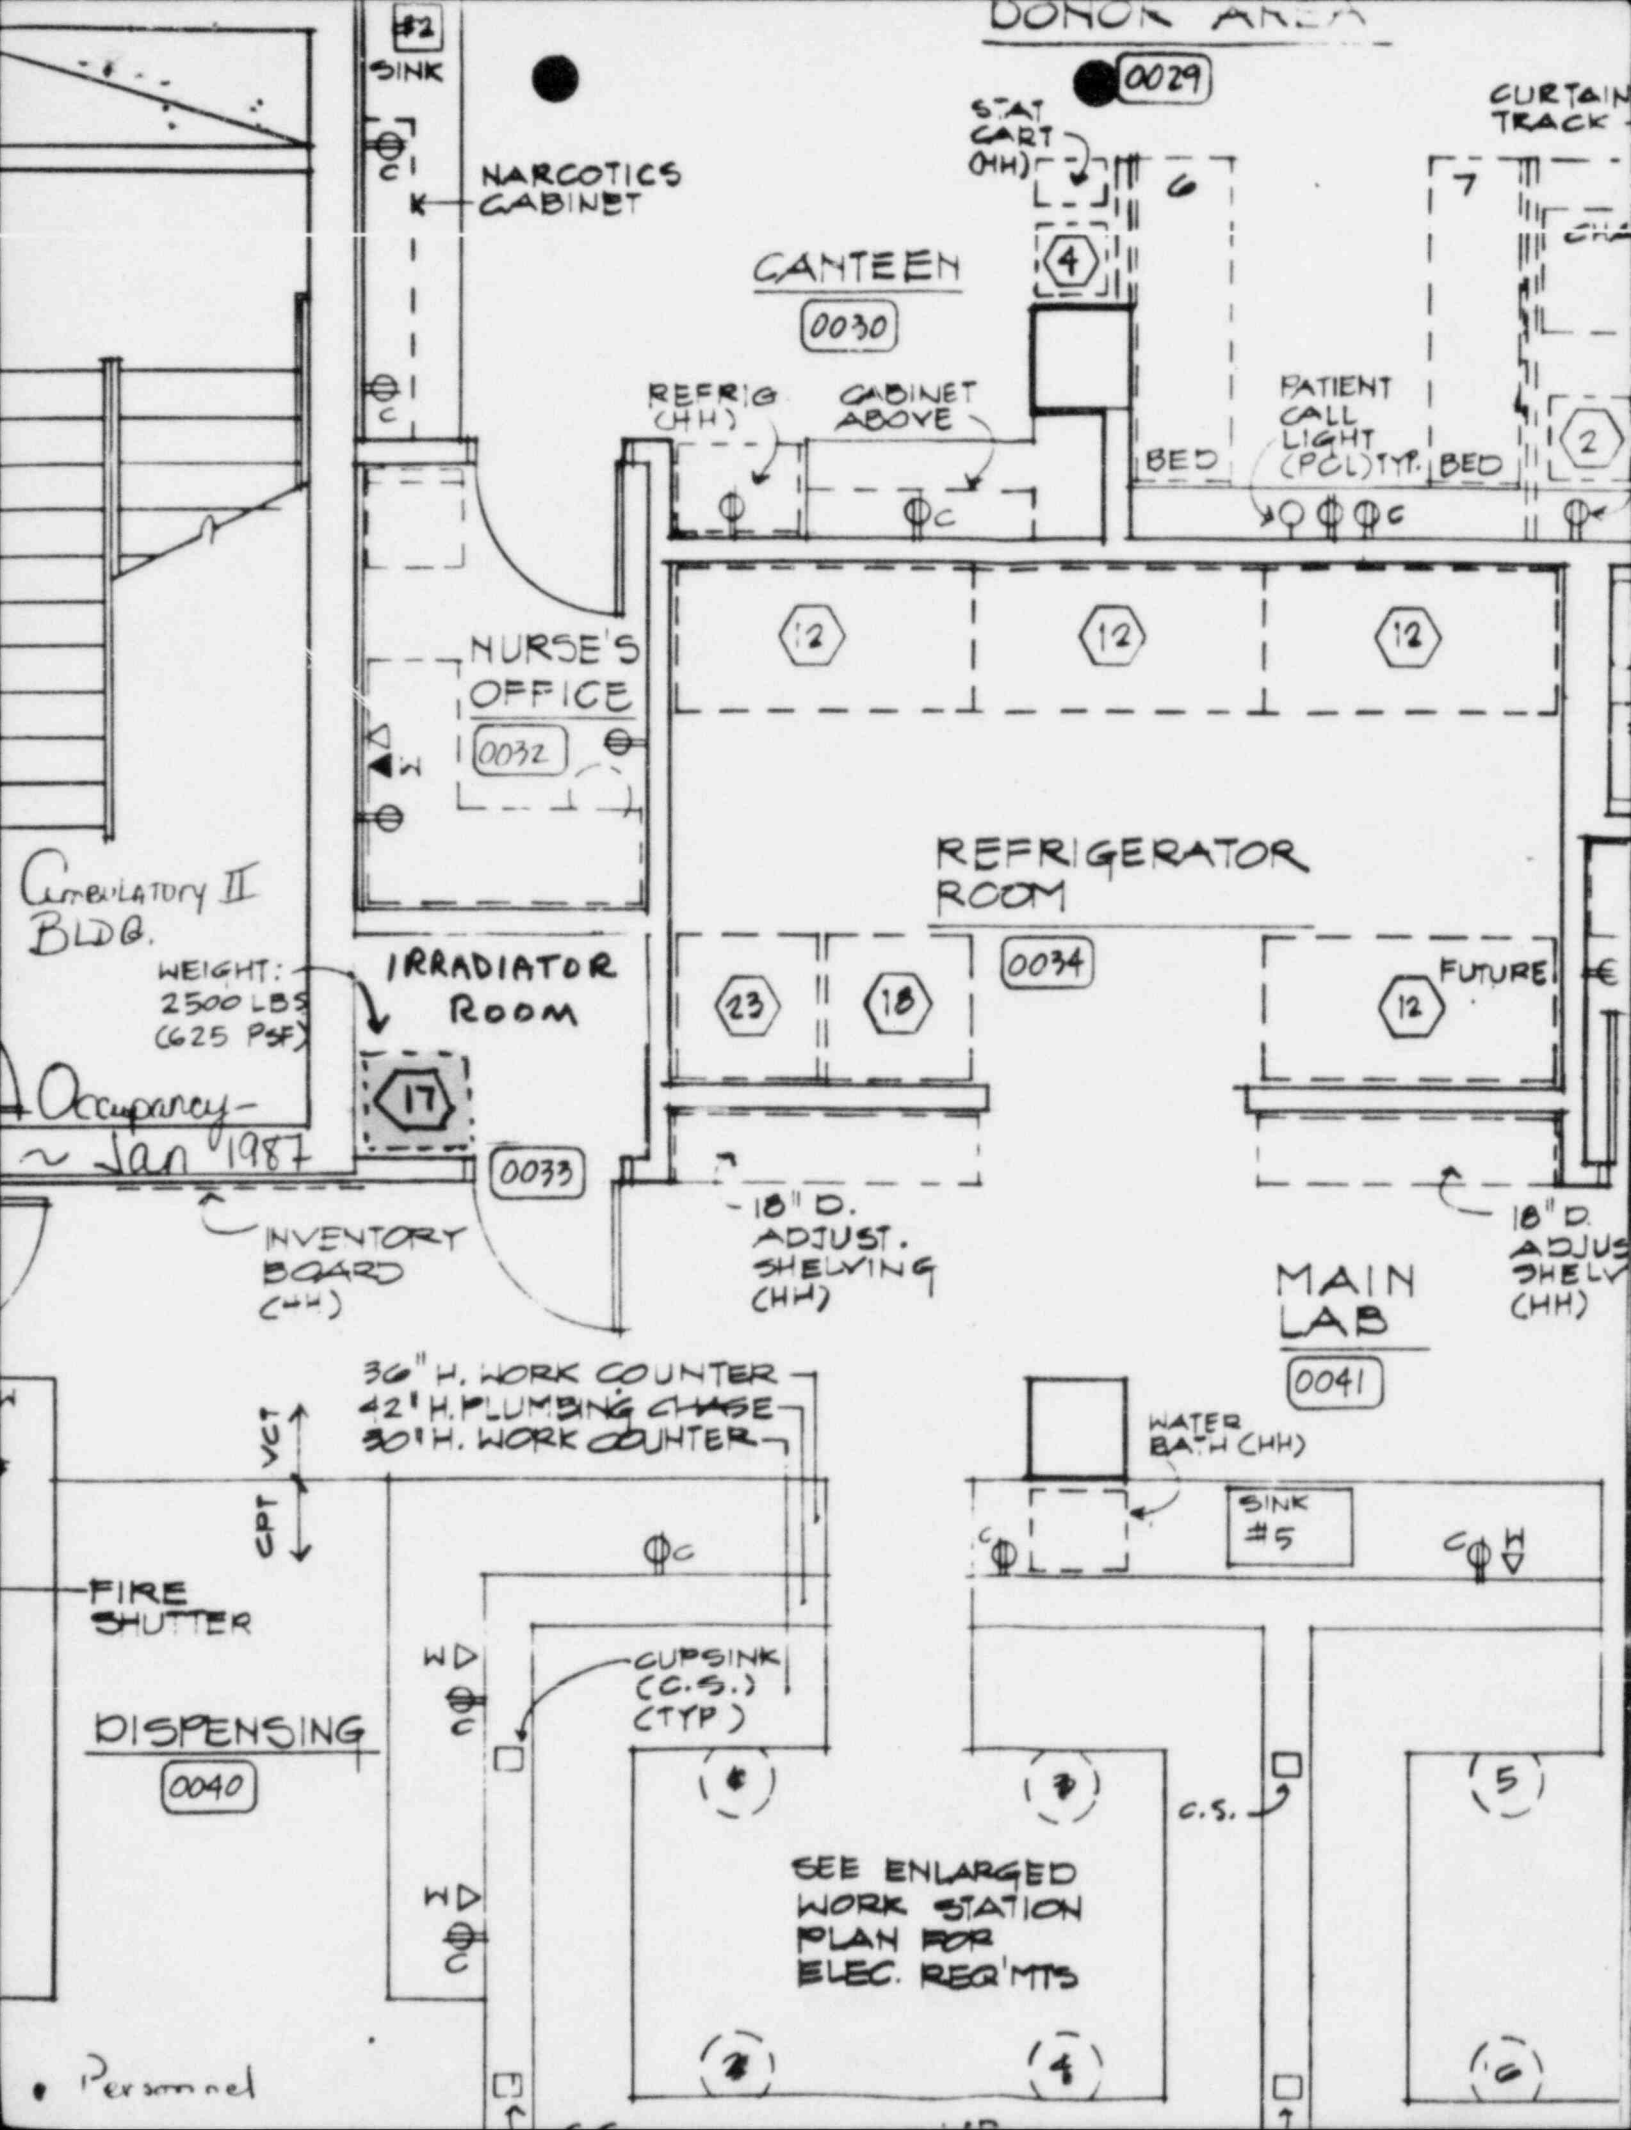 #2
SINK
DONOR AREA
0029
STAT
CART
(HH)
CURTAIN
TRACK
C
NARCOTICS
CABINET
6
7
4
CANTEEN
0030
C
REFRIG
(HH)
CABINET
ABOVE
PATIENT
CALL
LIGHT
(PCL) TYP.
BED
BED
2
C
C
12
12
12
NURSE'S
OFFICE
0032
W
REFRIGERATOR
ROOM
0034
AMBULATORY II
BLDG.
WEIGHT:
2500 LBS
(625 PSF)
IRRADIATOR
ROOM
23
18
12
FUTURE
17
Occupancy-
~ Jan 1987
0033
INVENTORY
BOARD
(HH)
18" D.
ADJUST.
SHELVING
(HH)
18" D.
ADJUS
SHELV
(HH)
MAIN
LAB
0041
36" H. WORK COUNTER
42" H. PLUMBING CHASE
30" H. WORK COUNTER
VCT
CPT
WATER
BATH (HH)
SINK
#5
C
C
C
W
FIRE
SHUTTER
W
C
CUPSINK
(C.S.)
(TYP)
DISPENSING
0040
C.S.
5
W
C
SEE ENLARGED
WORK STATION
PLAN FOR
ELEC. REQ'MTS
4
6
• Personnel